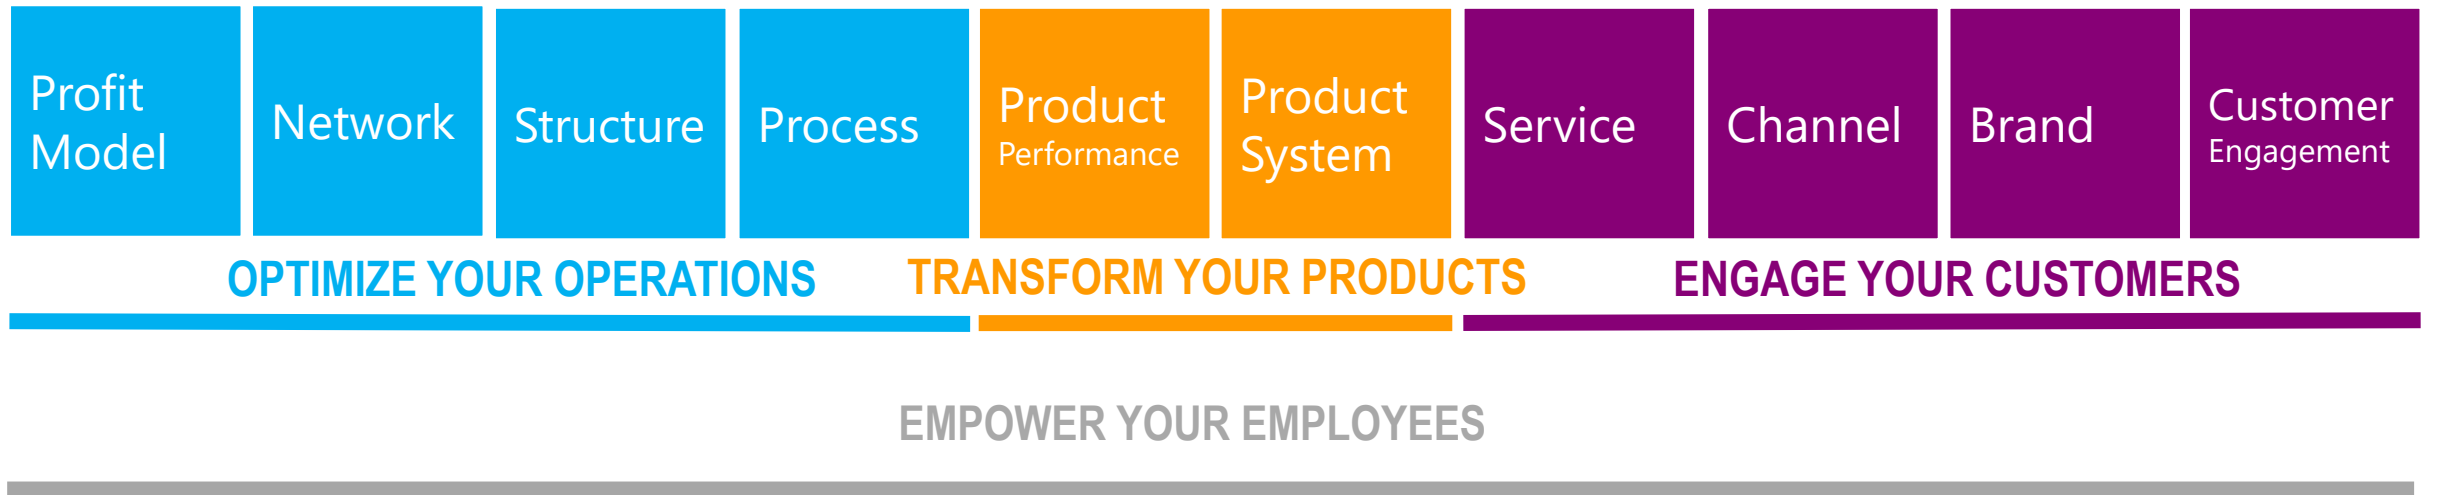 Profit
Model
Network
Structure
Process
Product
Performance
Product
System
Service
Channel
Brand
Customer
Engagement
OPTIMIZE YOUR OPERATIONS
TRANSFORM YOUR PRODUCTS
ENGAGE YOUR CUSTOMERS
EMPOWER YOUR EMPLOYEES